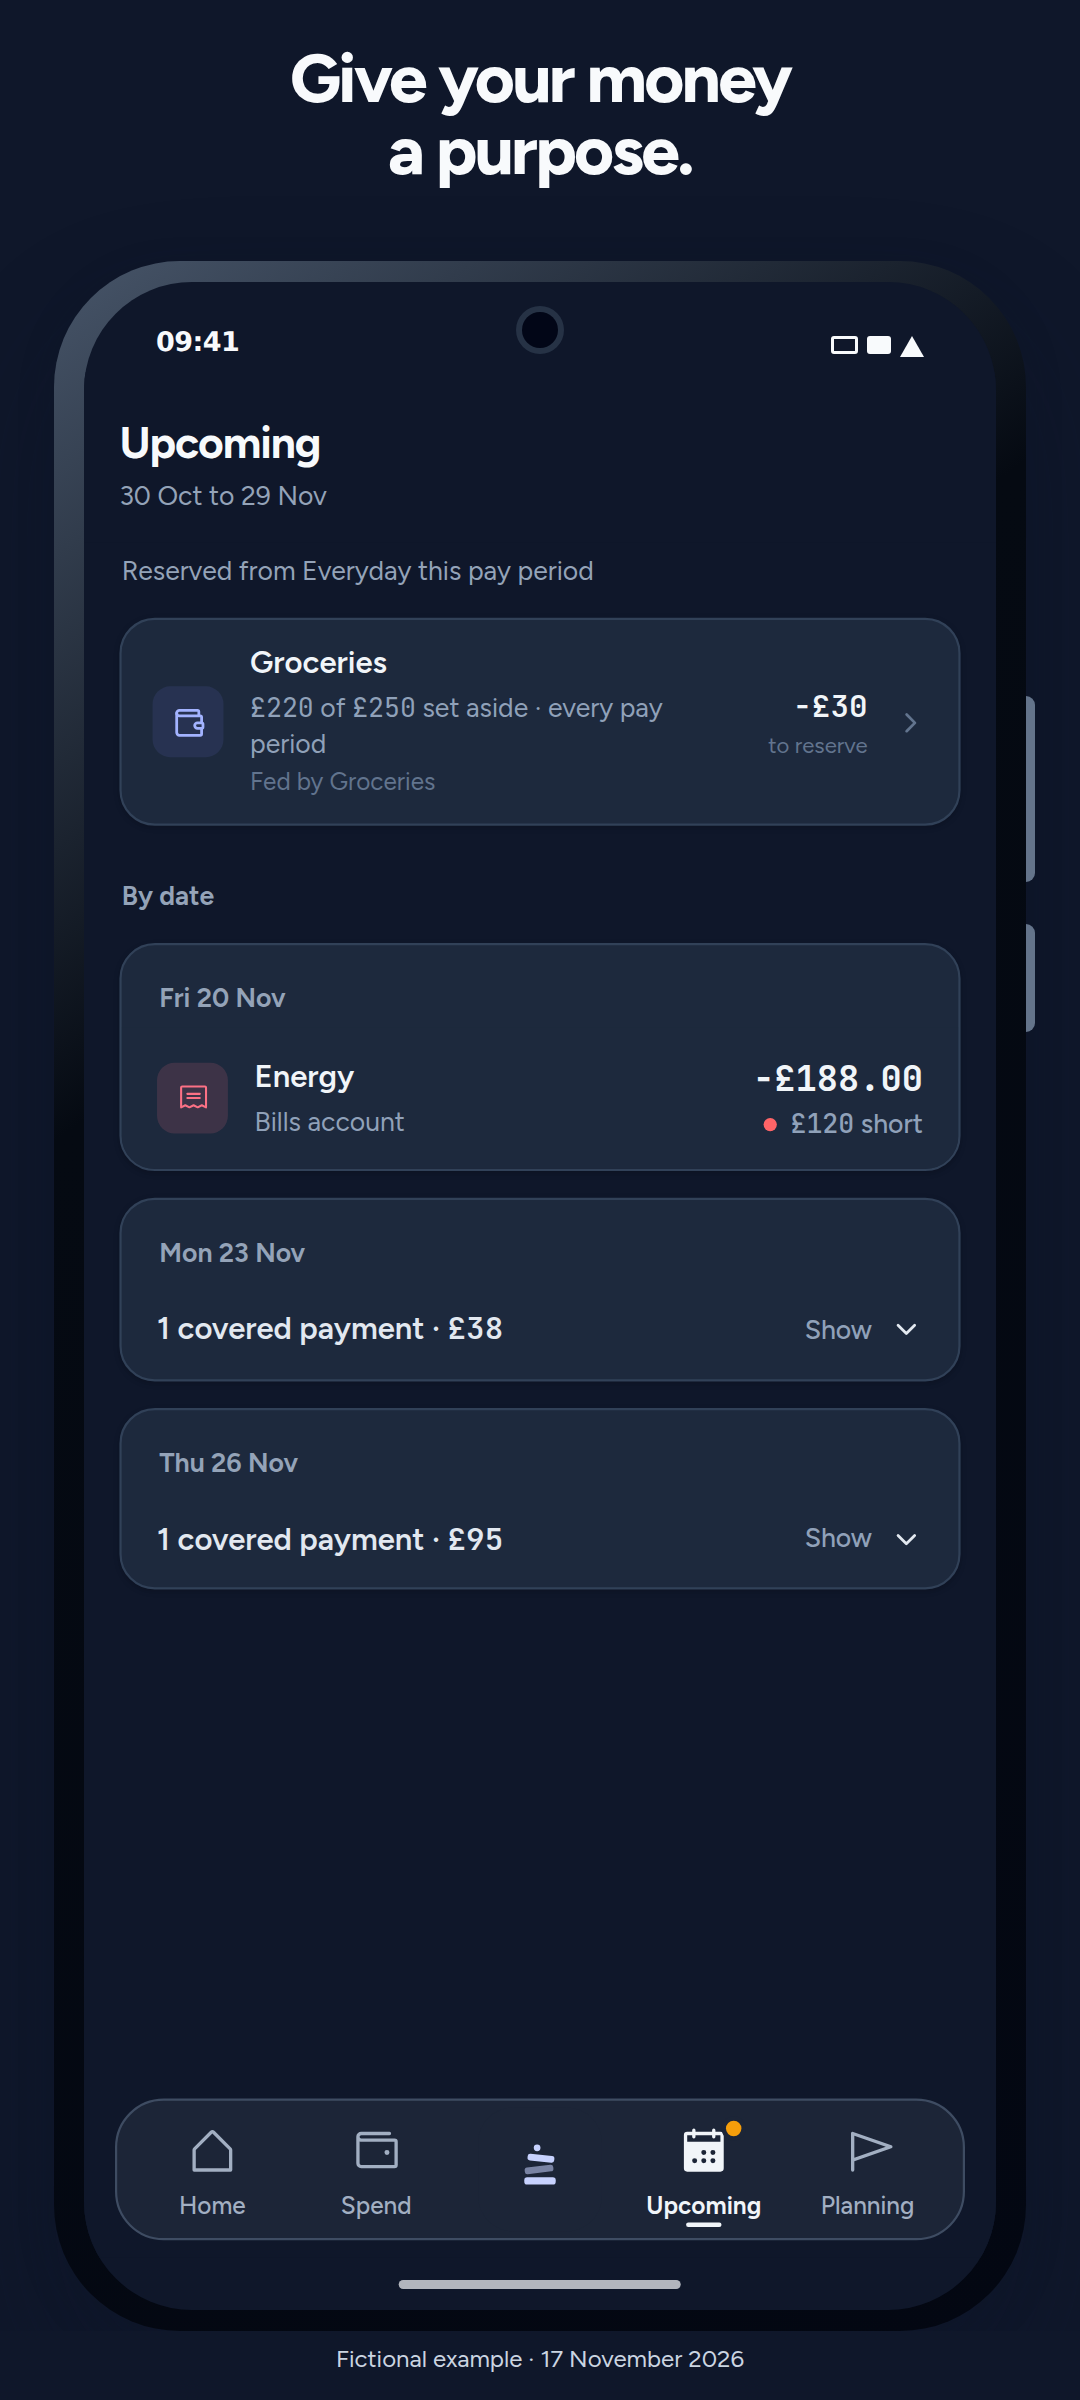 Give your money
a purpose.
09:41
Upcoming
30 Oct to 29 Nov
Reserved from Everyday this pay period
Groceries
£220 of £250 set aside · every pay
period
Fed by Groceries
-£30
to reserve
By date
Fri 20 Nov
Energy
-£188.00
Bills account
£120 short
Mon 23 Nov
1 covered payment · £38
Show
Thu 26 Nov
1 covered payment · £95
Show
Home
Spend
Upcoming
Planning
Fictional example · 17 November 2026